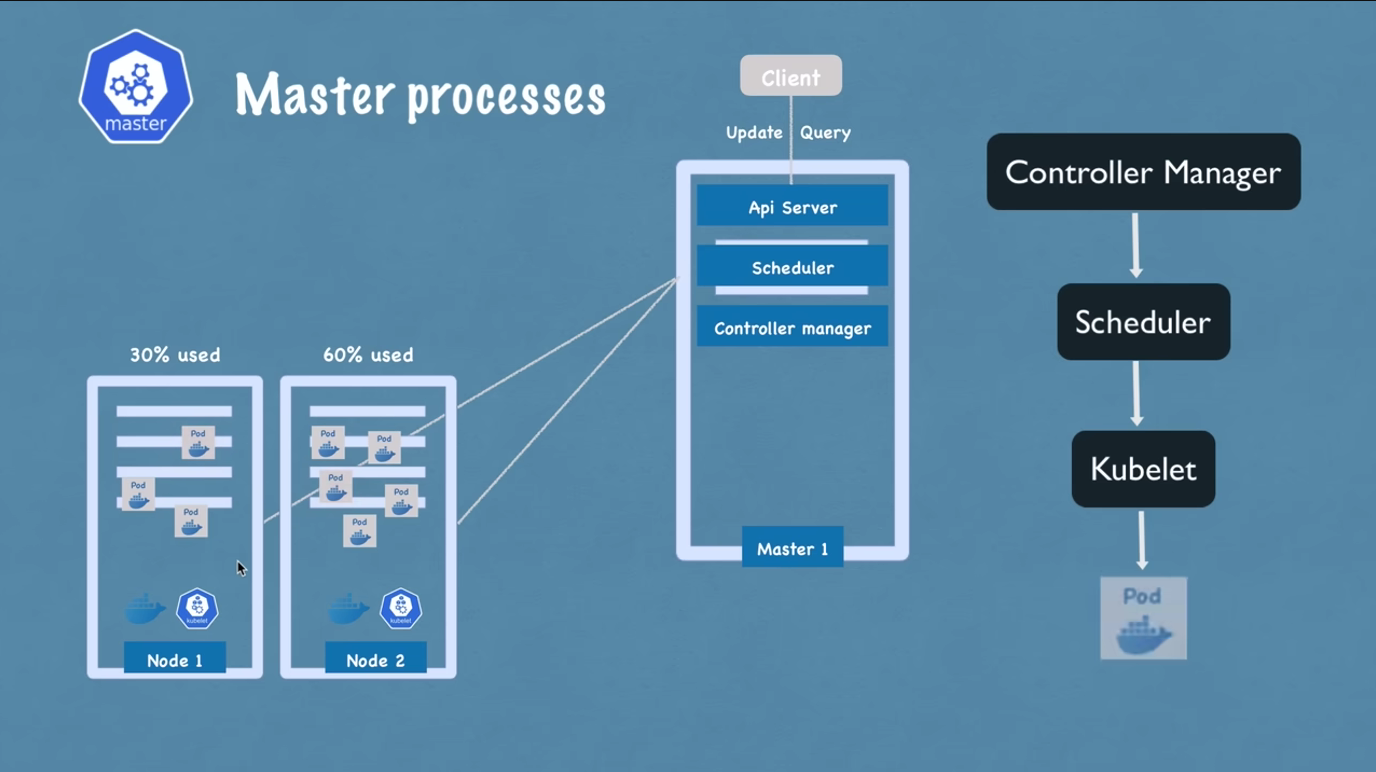 master
Master processes
Client
Update Query
Api Server
Scheduler
Controller manager
Master 1
30% used
60% used
Pod
Pod
Pod
kubelet
Node 1
Pod
Pod
Pod
Pod
Pod
kubelet
Node 2
Controller Manager
Scheduler
Kubelet
Pod